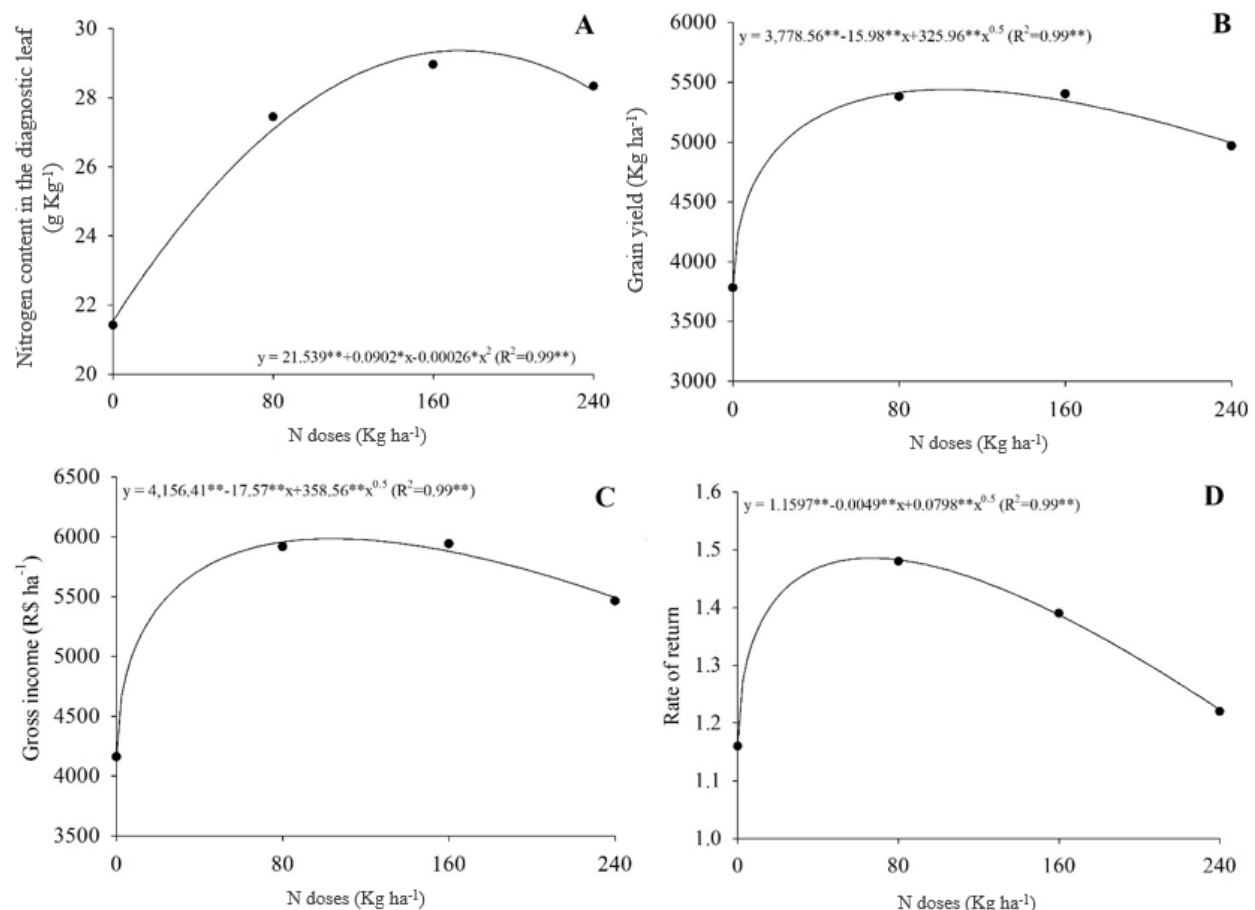 A
Nitrogen content in the diagnostic leaf
(g Kg⁻¹)
30
28
26
24
22
20
y = 21.539**+0.0902*x-0.00026*x² (R²=0.99**)
0 80 160 240
N doses (Kg ha⁻¹)
B
y = 3,778.56**-15.98**x+325.96**x⁰·⁵ (R²=0.99**)
Grain yield (Kg ha⁻¹)
6000
5500
5000
4500
4000
3500
3000
0 80 160 240
N doses (Kg ha⁻¹)
C
y = 4,156.41**-17.57**x+358.56**x⁰·⁵ (R²=0.99**)
Gross income (R$ ha⁻¹)
6500
6000
5500
5000
4500
4000
3500
0 80 160 240
N doses (Kg ha⁻¹)
D
y = 1.1597**-0.0049**x+0.0798**x⁰·⁵ (R²=0.99**)
Rate of return
1.6
1.5
1.4
1.3
1.2
1.1
1.0
0 80 160 240
N doses (Kg ha⁻¹)